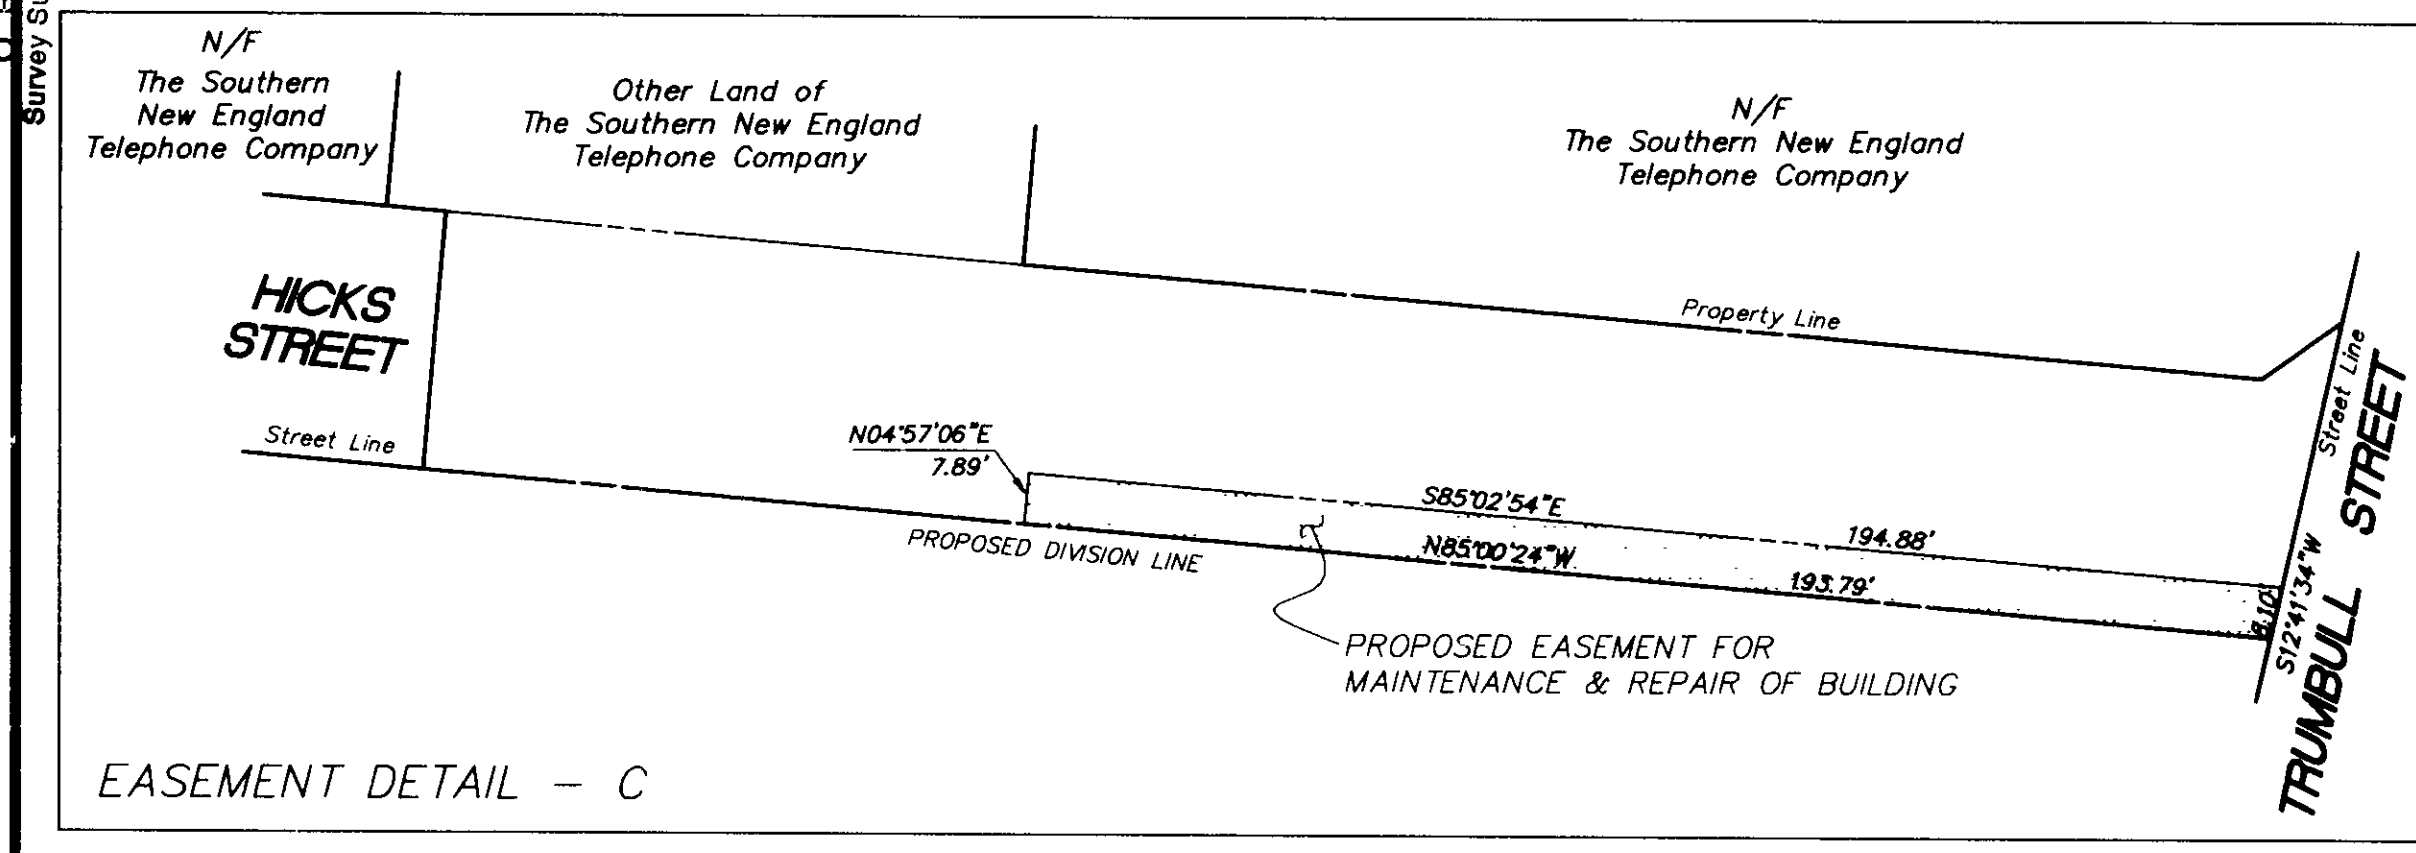 Survey
N/F
The Southern
New England
Telephone Company
Other Land of
The Southern New England
Telephone Company
N/F
The Southern New England
Telephone Company
HICKS
STREET
Property Line
Street Line
Street Line
N04°57'06"E
7.89'
S85°02'54"E
194.88'
PROPOSED DIVISION LINE
N85°00'24"W
193.79'
8.10'
S12°41'34"W
TRUMBULL STREET
PROPOSED EASEMENT FOR
MAINTENANCE & REPAIR OF BUILDING
EASEMENT DETAIL - C